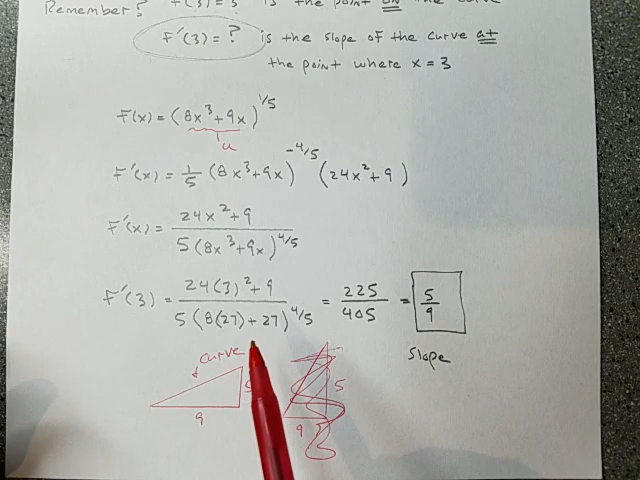 Remember? f(3)=3 is the point on the curve
F'(3) = ? is the slope of the curve at
the point where x = 3
F(x) = (8x³+9x)^1/5
u
F'(x) = 1/5 (8x³+9x)^-4/5 (24x²+9)
F'(x) = 24x²+9 / 5(8x³+9x)^4/5
F'(3) = 24(3)²+9 / 5(8(27)+27)^4/5 = 225/405 = 5/9
slope
curve
5
9
5
9